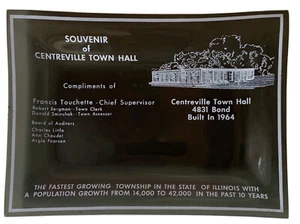 SOUVENIR
of
CENTREVILLE TOWN HALL
Compliments of
Francis Touchette - Chief Supervisor
Robert Bergman - Town Clerk
Donald Smischek - Town Assessor
Board of Auditors
Charles Little
Ann Chaudet
Argle Pearson
Centreville Town Hall
4831 Bond
Built In 1964
THE FASTEST GROWING TOWNSHIP IN THE STATE OF ILLINOIS WITH
A POPULATION GROWTH FROM 14,000 TO 42,000 IN THE PAST 10 YEARS